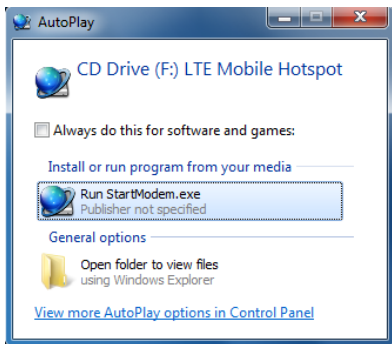 AutoPlay
CD Drive (F:) LTE Mobile Hotspot
Always do this for software and games:
Install or run program from your media
Run StartModem.exe
Publisher not specified
General options
Open folder to view files
using Windows Explorer
View more AutoPlay options in Control Panel